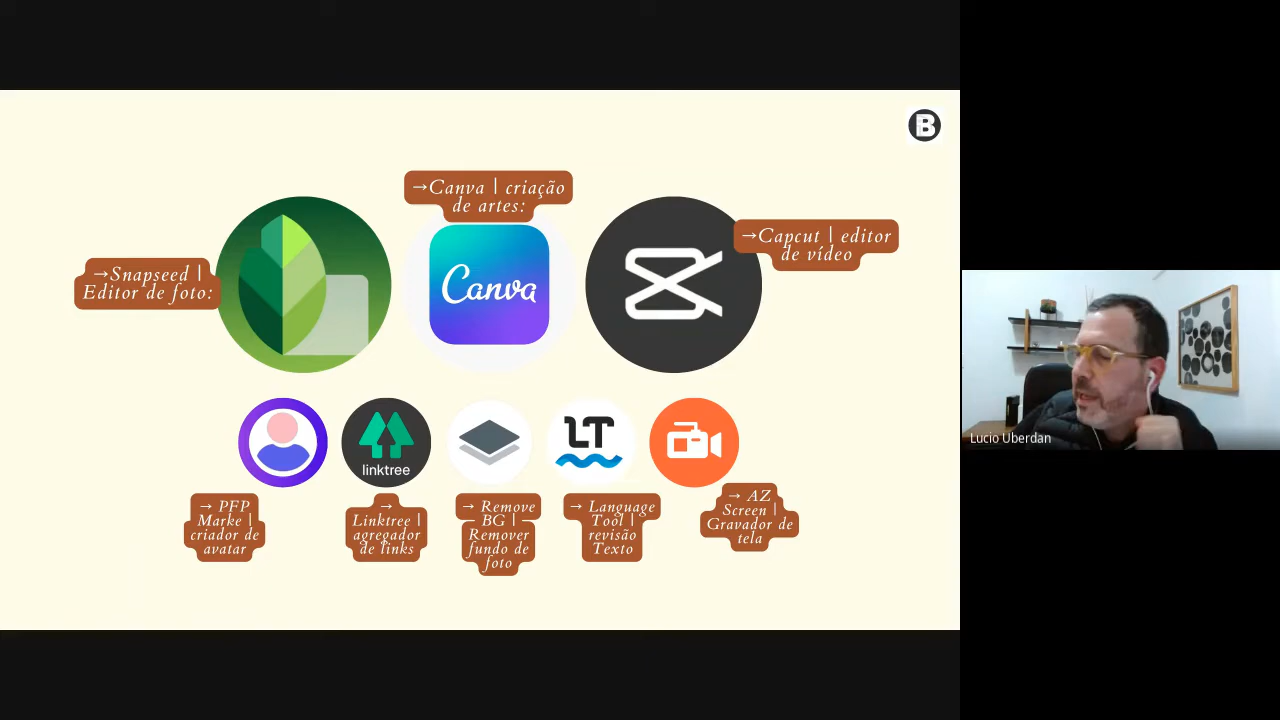 B
→Canva | criação
de artes:
→Snapseed |
Editor de foto:
Canva
→Capcut | editor
de vídeo
linktree
LT
→ PFP
Marke |
criador de
avatar
→
Linktree |
agregador
de links
→ Remove
BG |
Remover
fundo de
foto
→ Language
Tool |
revisão
Texto
→ AZ
Screen |
Gravador de
tela
Lucio Uberdan